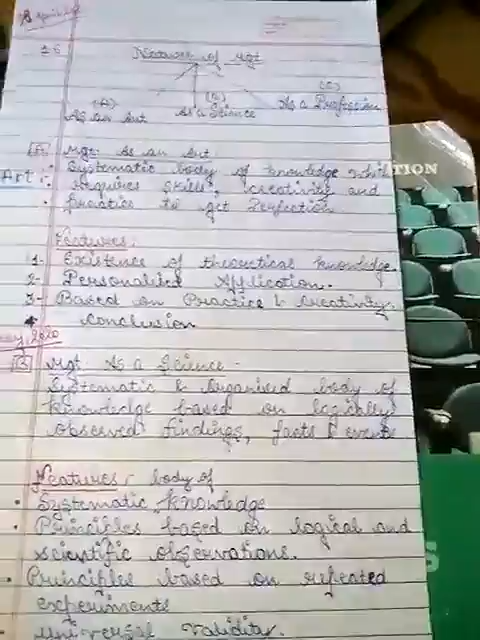 1.6 Nature of mgt
(A) (B) (C)
As an art As a Science As a Profession
(A) mgt. As an art.
Art :- Systematic body of knowledge which
requires skills, creativity and
practice to get Perfection
Features:
1- Existence of theoretical knowledge.
2- Personalised Application.
3- Based on Practice & Creativity.
Conclusion
2020
(B) Mgt As a Science -
Systematic & Organised body of
knowledge based on logically
observed findings, facts & events
Features: body of
Systematic knowledge
Principles based on logical and
scientific observations.
Principles based on repeated
experiments
universal validity.
TION
S